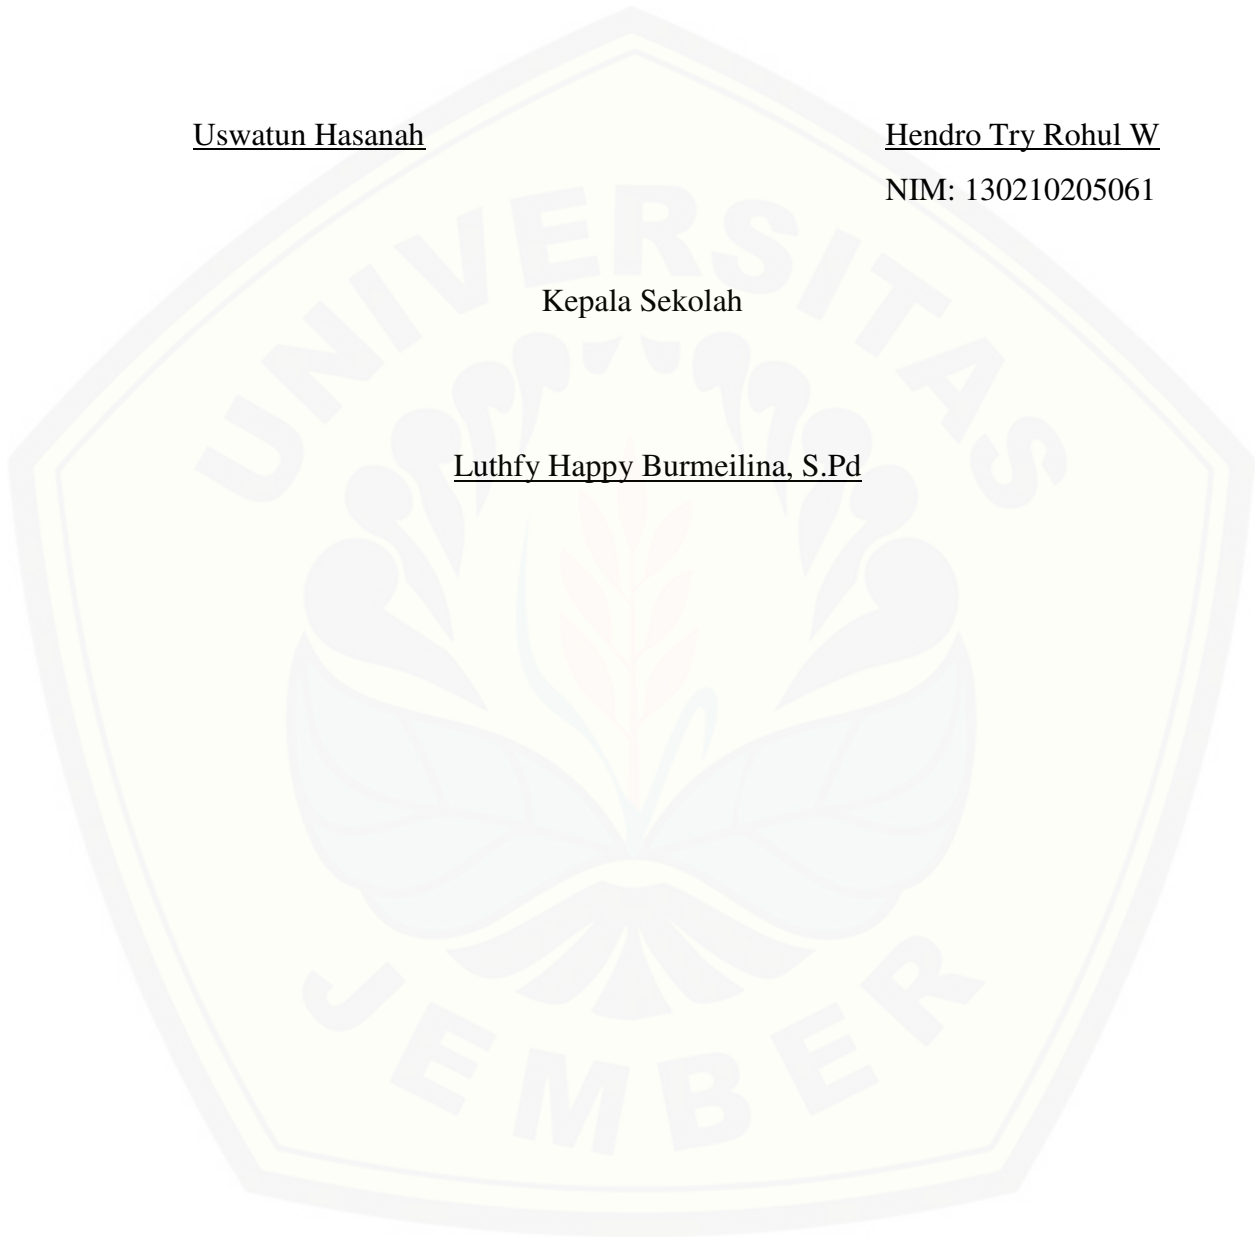 Uswatun Hasanah
Hendro Try Rohul W
NIM: 130210205061
Kepala Sekolah
Luthfy Happy Burmeilina, S.Pd
UNIVERSITAS
JEMBER